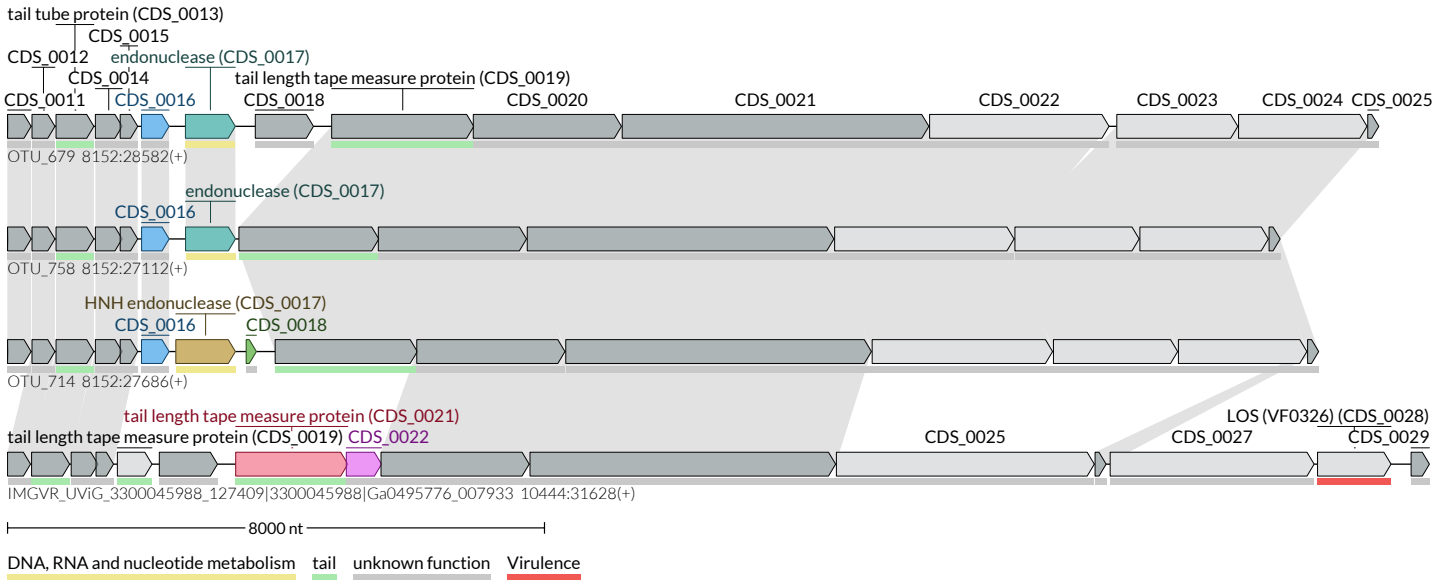 tail tube protein (CDS_0013)
CDS_0015
CDS_0012 endonuclease (CDS_0017)
CDS_0014 tail length tape measure protein (CDS_0019)
CDS_0011 CDS_0016 CDS_0018 CDS_0020 CDS_0021 CDS_0022 CDS_0023 CDS_0024 CDS_0025
OTU_679 8152:28582(+)
endonuclease (CDS_0017)
CDS_0016
OTU_758 8152:27112(+)
HNH endonuclease (CDS_0017)
CDS_0016 CDS_0018
OTU_714 8152:27686(+)
tail length tape measure protein (CDS_0021) LOS (VF0326) (CDS_0028)
tail length tape measure protein (CDS_0019) CDS_0022 CDS_0025 CDS_0027 CDS_0029
IMGVR_UViG_3300045988_127409|3300045988|Ga0495776_007933 10444:31628(+)
8000 nt
DNA, RNA and nucleotide metabolism tail unknown function Virulence